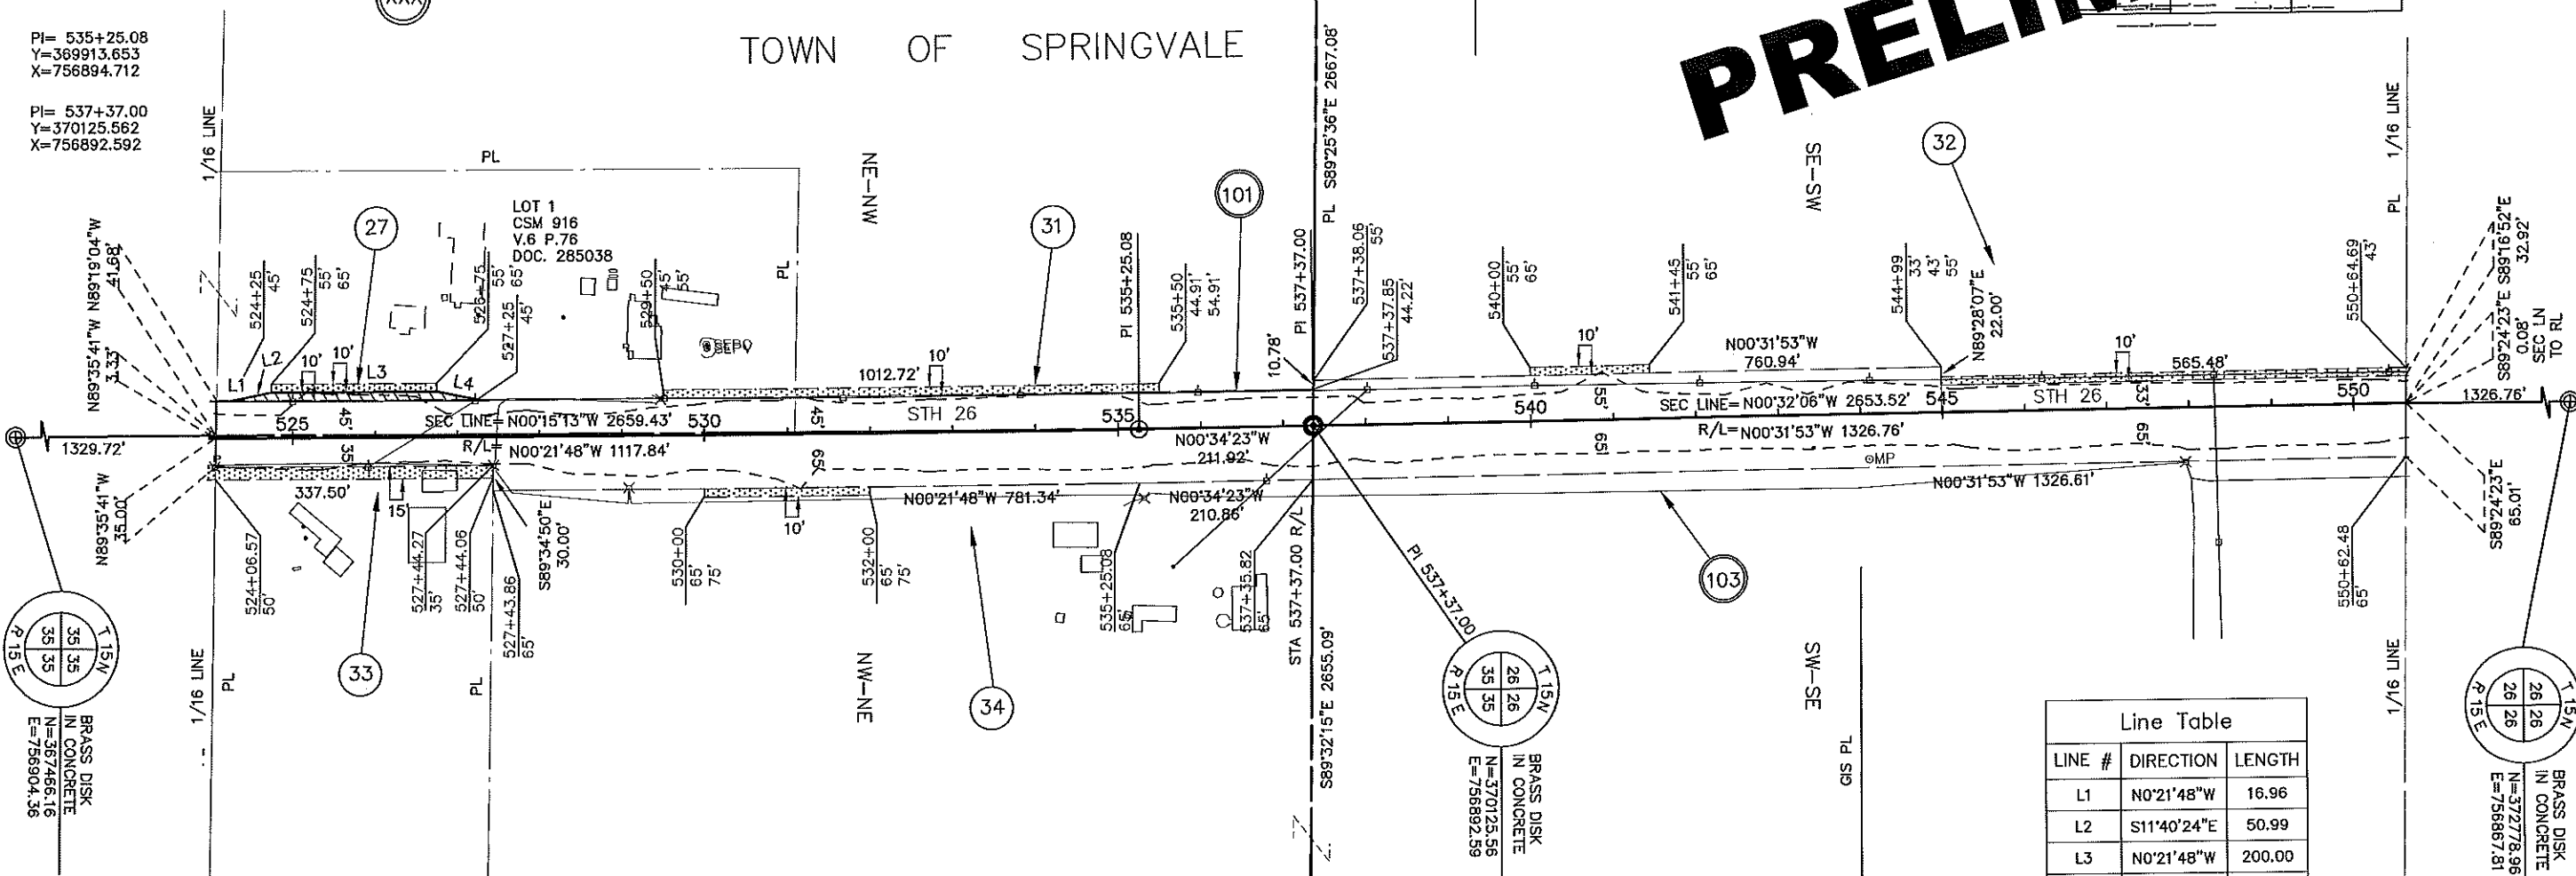 XXX
PI= 535+25.08
Y=369913.653
X=756894.712
PI= 537+37.00
Y=370125.562
X=756892.592
TOWN OF SPRINGVALE
1/16 LINE
PL
NE-NW
PL
S89°25'36"E 2667.08'
PL
SE-SW
1/16 LINE
PL
LOT 1
CSM 916
V.6 P.76
DOC. 285038
27
31
101
32
N89°19'04"W
41.68'
N89°35'41"W
3.33'
524+25
45'
524+75
55'
65'
526+75
55'
65'
527+25
45'
529+50
45'
55'
PI 535+25.08
535+50
44.91'
54.91'
10.78'
PI 537+37.00
537+38.06
55'
537+37.85
44.22'
540+00
55'
65'
541+45
55'
65'
544+99
33'
43'
55'
N89°28'07"E
22.00'
550+64.69
43'
S89°16'52"E
32.92'
S89°24'23"E
0.08'
SEC LN
TO RL
L1
L2
10'
10'
L3
L4
1012.72'
10'
10'
N00°31'53"W
760.94'
10'
565.48'
1329.72'
525
45'
35'
SEC LINE= N00°15'13"W 2659.43'
R/L=
N00°21'48"W 1117.84'
530
45'
65'
STH 26
535
N00°34'23"W
211.92'
540
55'
65'
SEC LINE= N00°32'06"W 2653.52'
R/L= N00°31'53"W 1326.76'
545
STH 26
33'
65'
550
1326.76'
MP
337.50'
15'
10'
N00°21'48"W 781.34'
N00°34'23"W
210.86'
N00°31'53"W 1326.61'
N89°35'41"W
35.00'
524+06.57
50'
527+44.27
35'
527+44.06
50'
527+43.86
65'
S89°34'50"E
30.00'
530+00
65'
75'
532+00
65'
75'
535+25.08
65'
537+35.82
65'
STA 537+37.00 R/L
PI 537+37.00
550+62.48
65'
S89°24'23"E
65.01'
33
34
103
1/16 LINE
PL
PL
NW-NE
S89°32'15"E 2655.09'
SW-SE
GIS PL
1/16 LINE
T 15 N
35 35
35 35
R 15 E
BRASS DISK
IN CONCRETE
N=367466.16
E=756904.36
T 15 N
26 26
35 35
R 15 E
BRASS DISK
IN CONCRETE
N=370125.56
E=756892.59
T 15 N
26 26
26 26
R 15 E
BRASS DISK
IN CONCRETE
N=372778.96
E=756867.81
Line Table
LINE # DIRECTION LENGTH
L1 N0°21'48"W 16.96
L2 S11°40'24"E 50.99
L3 N0°21'48"W 200.00